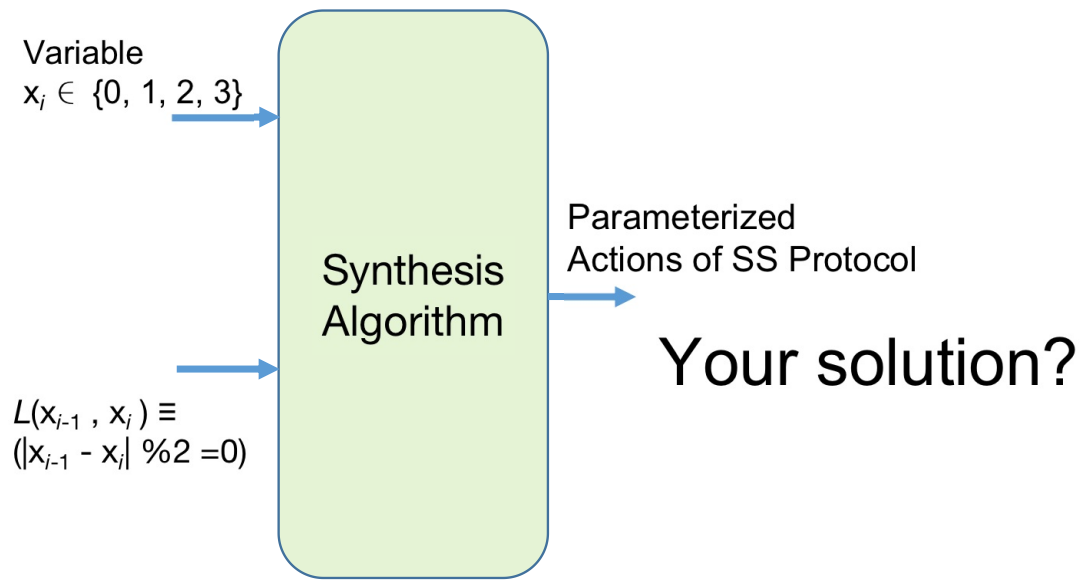 Variable
xᵢ ∈ {0, 1, 2, 3}
Synthesis
Algorithm
Parameterized
Actions of SS Protocol
Your solution?
L(xᵢ₋₁ , xᵢ ) ≡
(|xᵢ₋₁ - xᵢ| %2 =0)